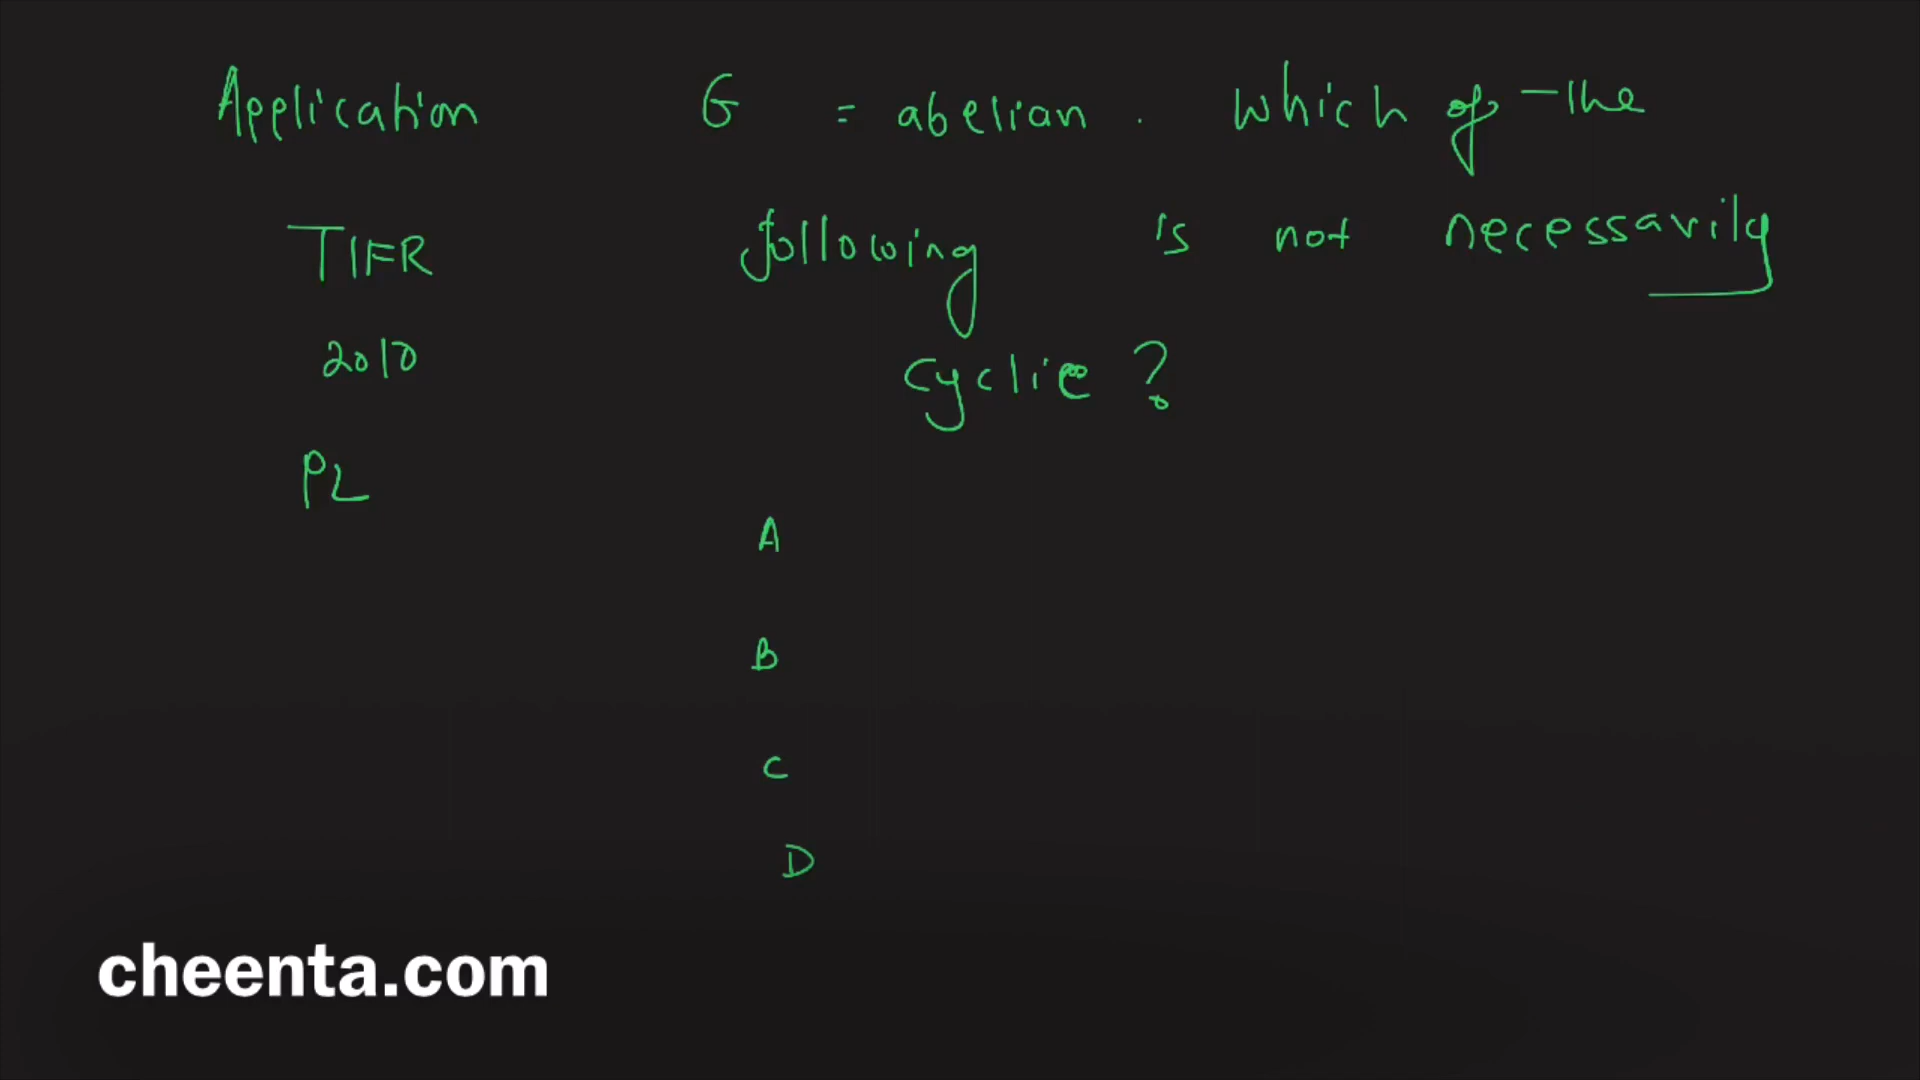 Application G = abelian . Which of the
TIFR following is not necessarily
2010 cyclic ?
P2
A
B
C
D
cheenta.com